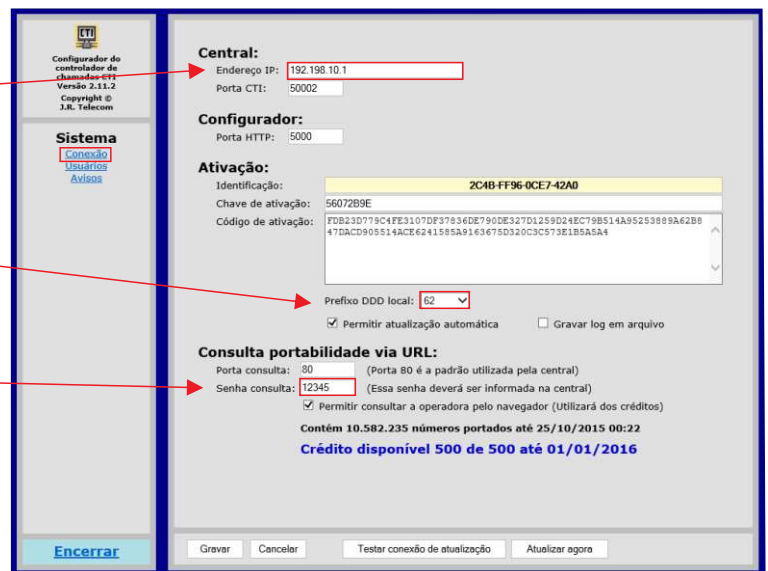 CTI
Configurador do
controlador de
chamadas CTI
Versão 2.11.2
Copyright ©
J.R. Telecom
Sistema
Conexão
Usuários
Avisos
Encerrar
Central:
Endereço IP: 192.198.10.1
Porta CTI: 50002
Configurador:
Porta HTTP: 5000
Ativação:
Identificação: 2C4B-FF96-0CE7-42A0
Chave de ativação: 56072B9E
Código de ativação: FDB23D779C4FE3107DF37836DE790DE327D1259D24EC79B514A95253889A62B8
47DACD905514ACE6241585A9163675D320C3C573E1B5A5A4
Prefixo DDD local: 62
Permitir atualização automática Gravar log em arquivo
Consulta portabilidade via URL:
Porta consulta: 80 (Porta 80 é a padrão utilizada pela central)
Senha consulta: 12345 (Essa senha deverá ser informada na central)
Permitir consultar a operadora pelo navegador (Utilizará dos créditos)
Contém 10.582.235 números portados até 25/10/2015 00:22
Crédito disponível 500 de 500 até 01/01/2016
Gravar Cancelar Testar conexão de atualização Atualizar agora